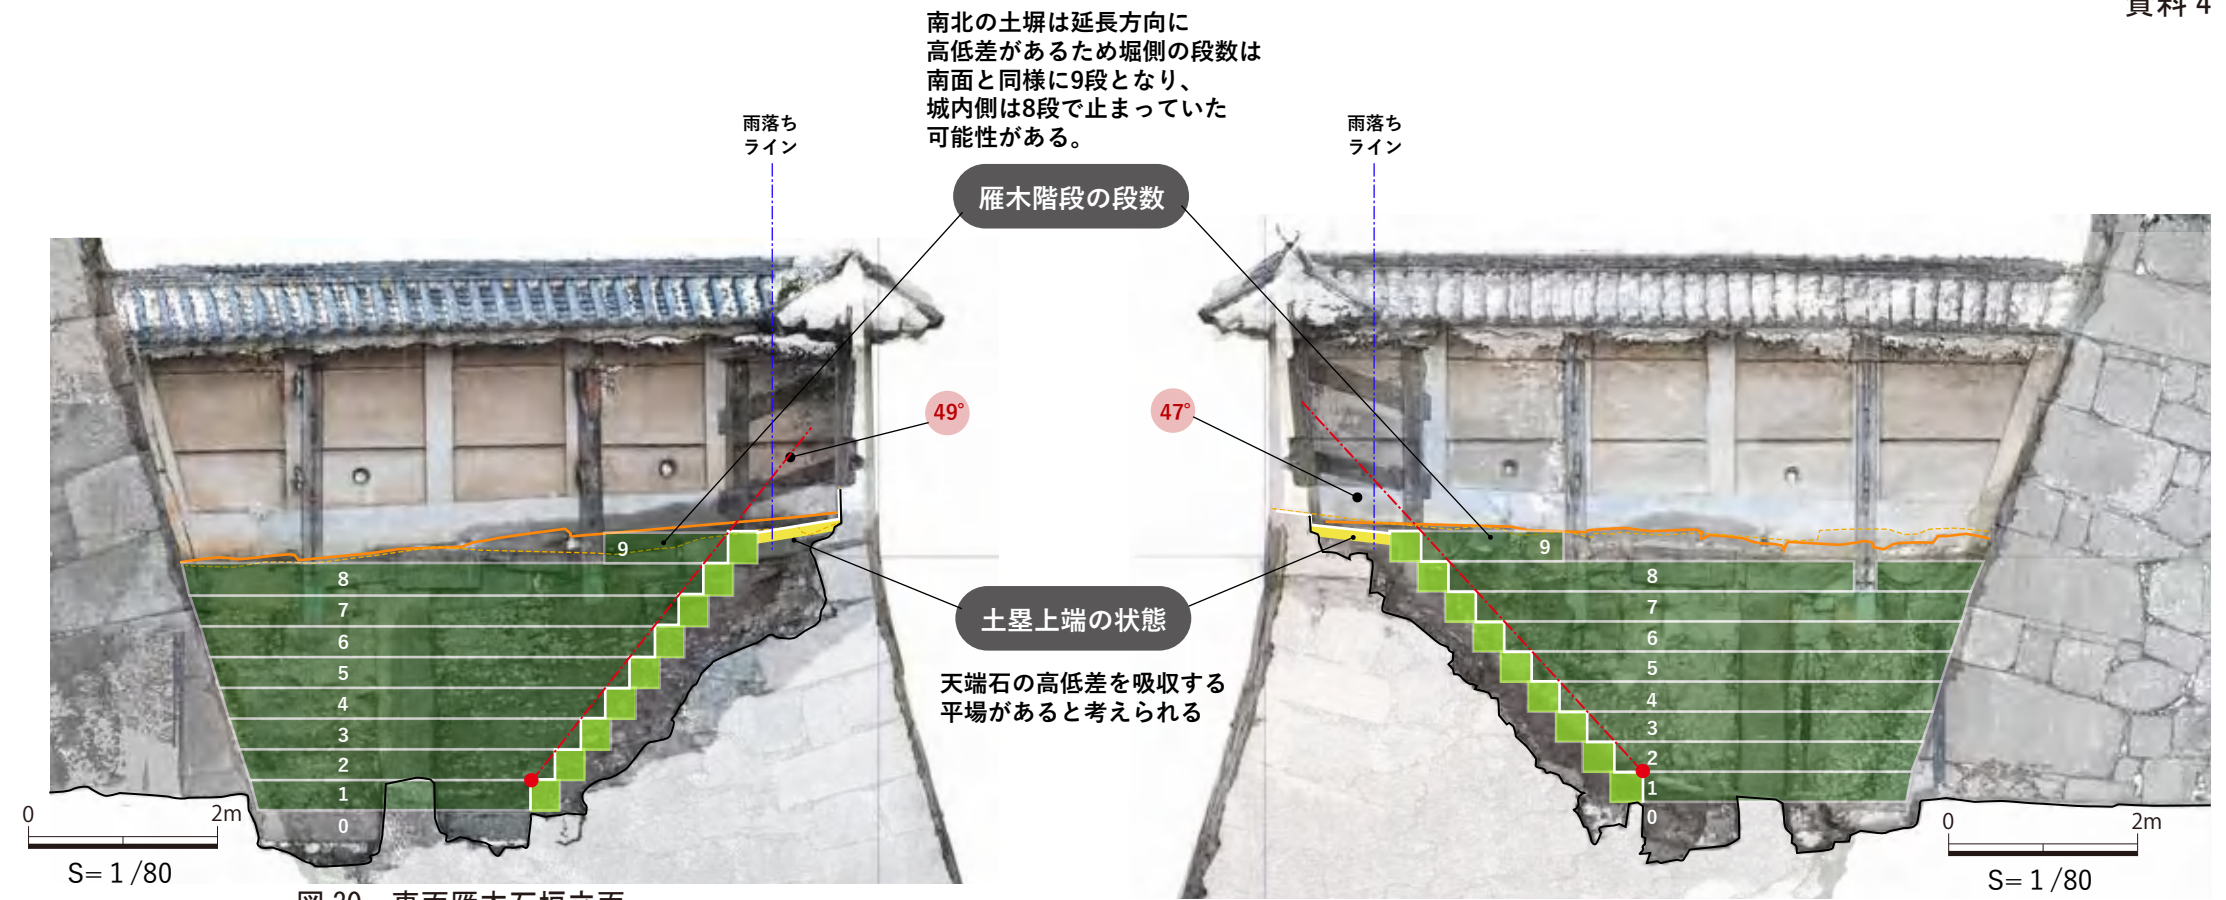 資料 4
南北の土塀は延長方向に
高低差があるため堀側の段数は
南面と同様に9段となり、
城内側は8段で止まっていた
可能性がある。
雨落ち
ライン
雨落ち
ライン
雁木階段の段数
49°
47°
9
8
7
6
5
4
3
2
1
0
9
8
7
6
5
4
3
2
1
0
土塁上端の状態
天端石の高低差を吸収する
平場があると考えられる
0 2m
S= 1 /80
0 2m
S= 1 /80